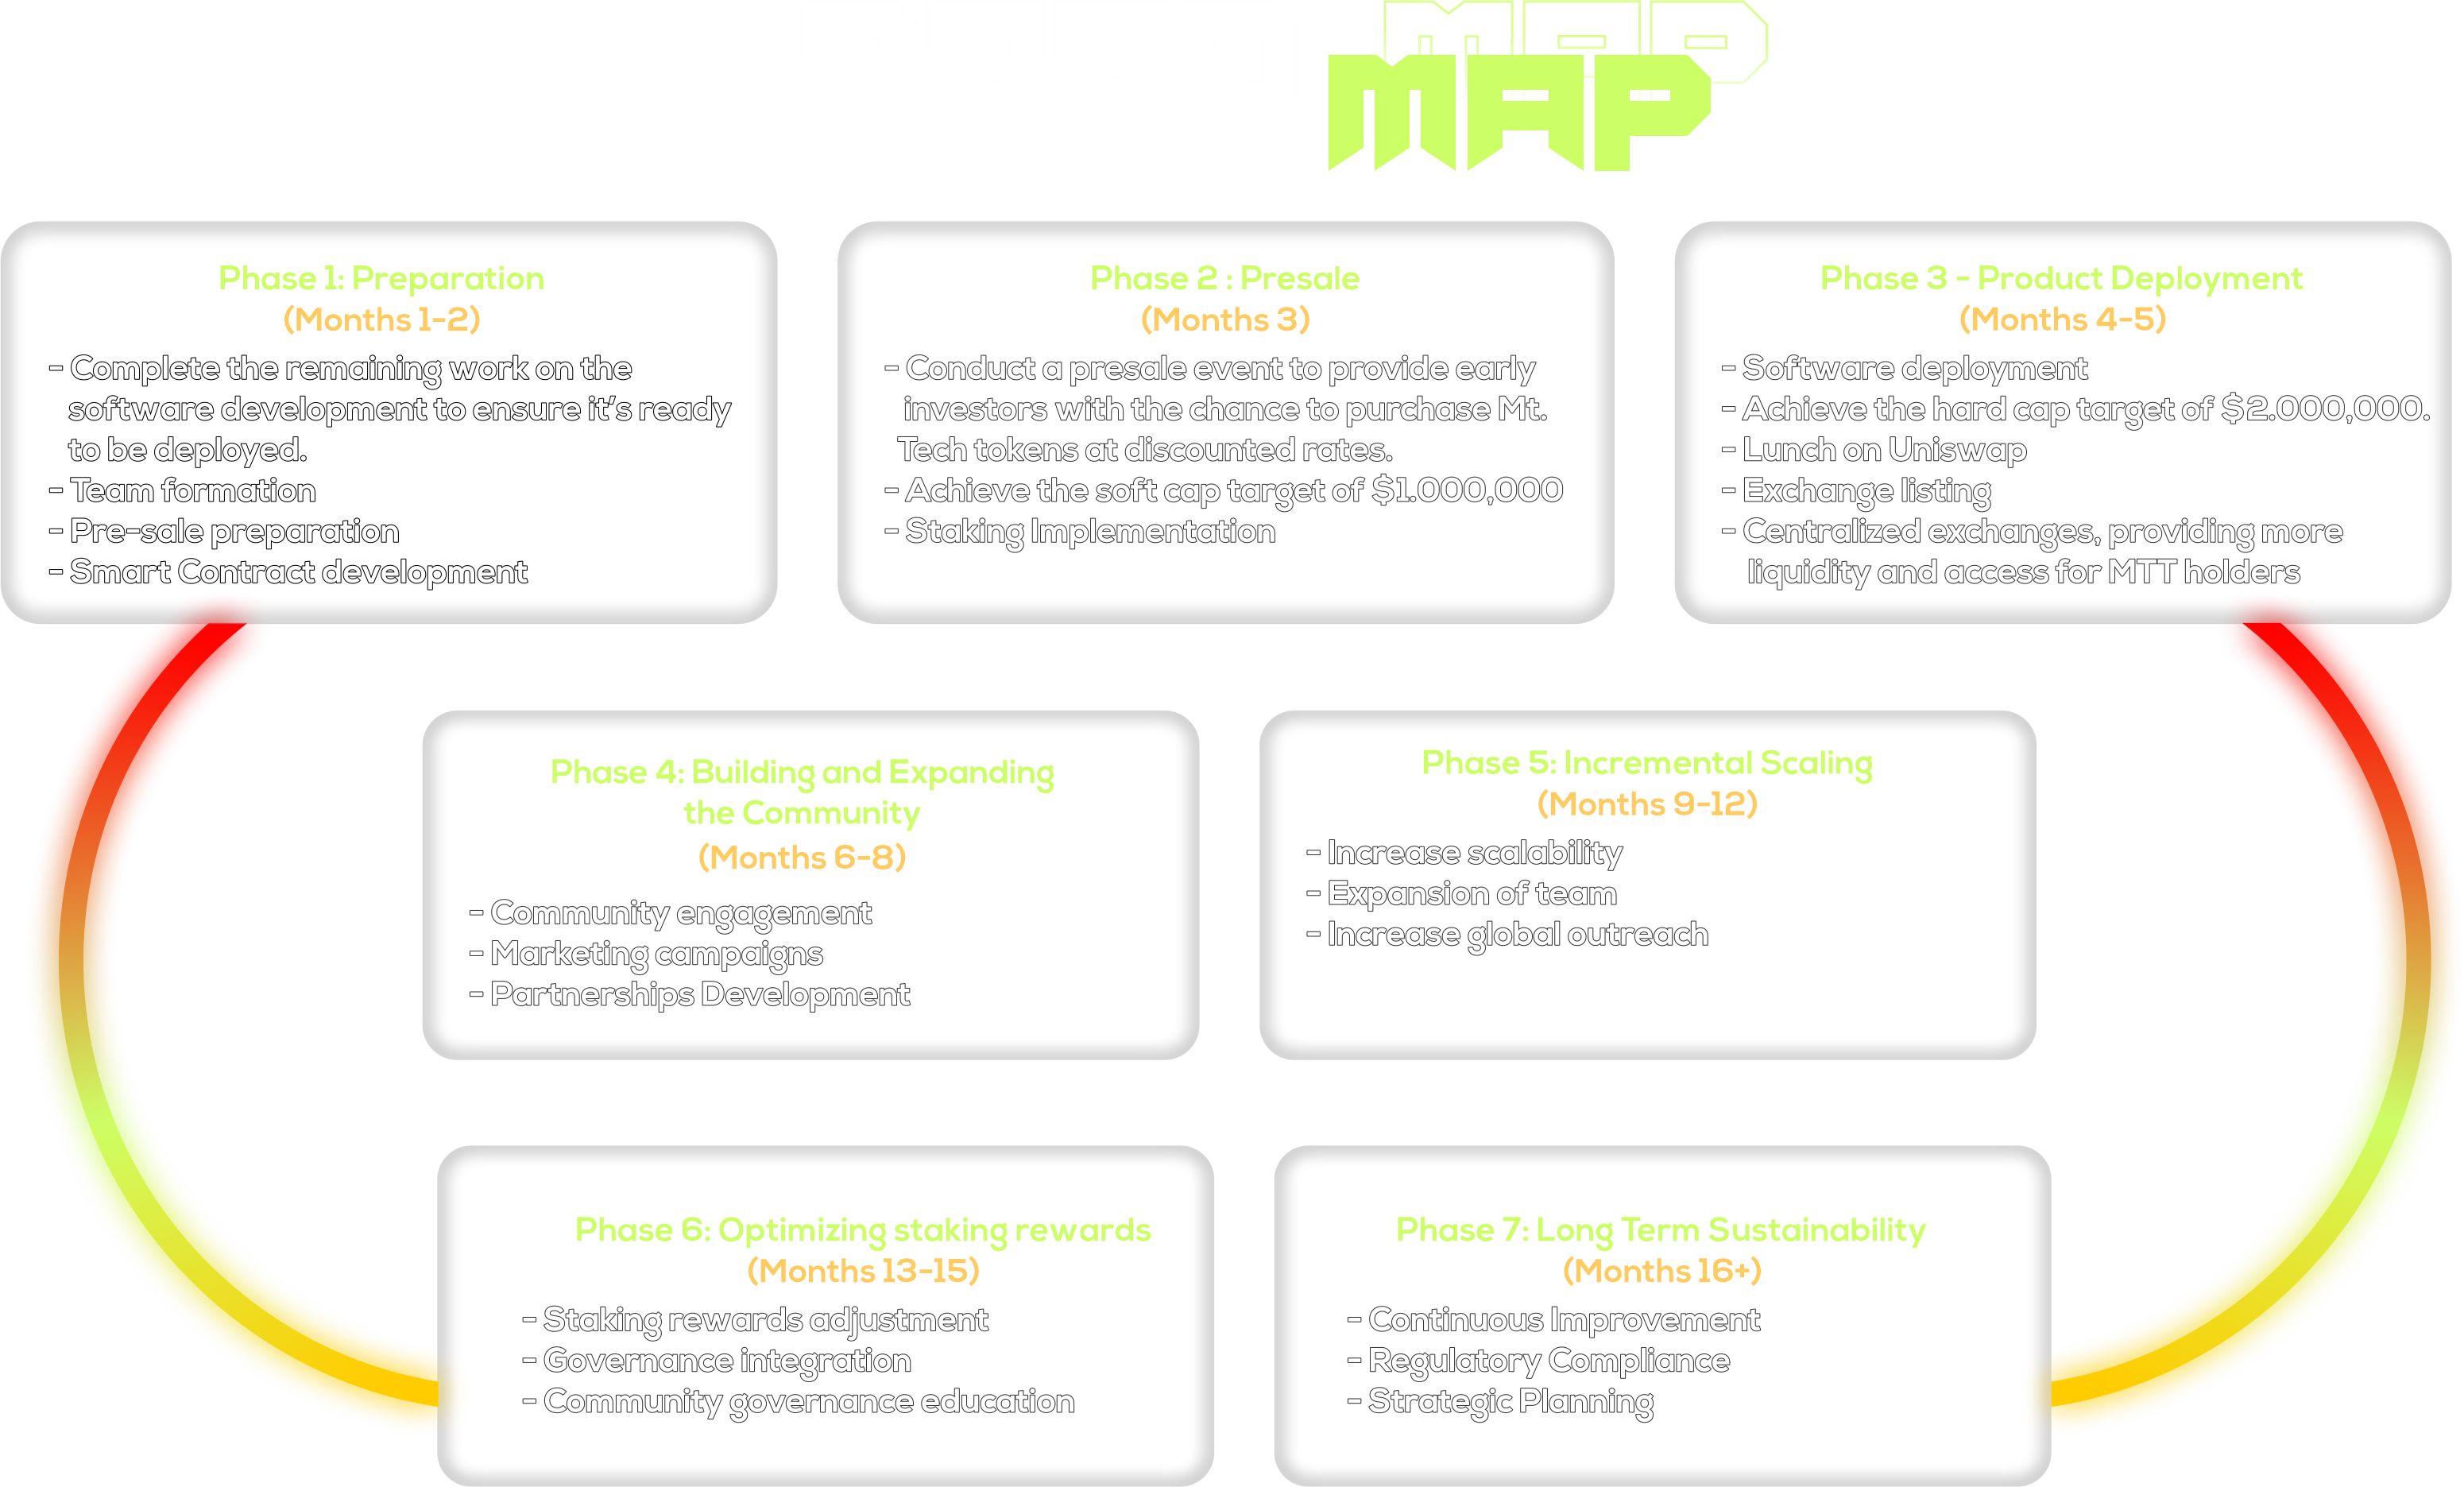 MAP
MAP
Phase 1: Preparation
(Months 1-2)
- Complete the remaining work on the
software development to ensure it's ready
to be deployed.
- Team formation
- Pre-sale preparation
- Smart Contract development
Phase 2 : Presale
(Months 3)
- Conduct a presale event to provide early
investors with the chance to purchase Mt.
Tech tokens at discounted rates.
- Achieve the soft cap target of $1.000,000
- Staking Implementation
Phase 3 - Product Deployment
(Months 4-5)
- Software deployment
- Achieve the hard cap target of $2.000,000.
- Lunch on Uniswap
- Exchange listing
- Centralized exchanges, providing more
liquidity and access for MTT holders
Phase 4: Building and Expanding
the Community
(Months 6-8)
- Community engagement
- Marketing campaigns
- Partnerships Development
Phase 5: Incremental Scaling
(Months 9-12)
- Increase scalability
- Expansion of team
- Increase global outreach
Phase 6: Optimizing staking rewards
(Months 13-15)
- Staking rewards adjustment
- Governance integration
- Community governance education
Phase 7: Long Term Sustainability
(Months 16+)
- Continuous Improvement
- Regulatory Compliance
- Strategic Planning